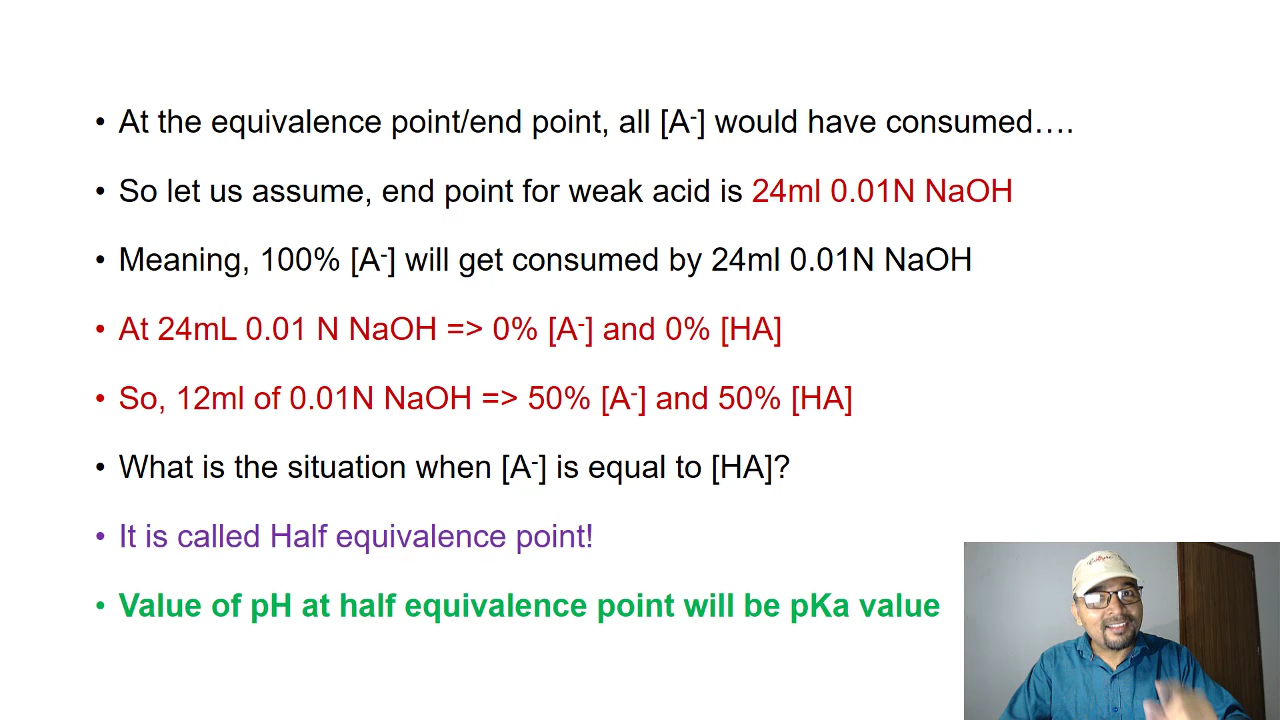 • At the equivalence point/end point, all [A⁻] would have consumed….
• So let us assume, end point for weak acid is 24ml 0.01N NaOH
• Meaning, 100% [A⁻] will get consumed by 24ml 0.01N NaOH
• At 24mL 0.01 N NaOH => 0% [A⁻] and 0% [HA]
• So, 12ml of 0.01N NaOH => 50% [A⁻] and 50% [HA]
• What is the situation when [A⁻] is equal to [HA]?
• It is called Half equivalence point!
• Value of pH at half equivalence point will be pKa value